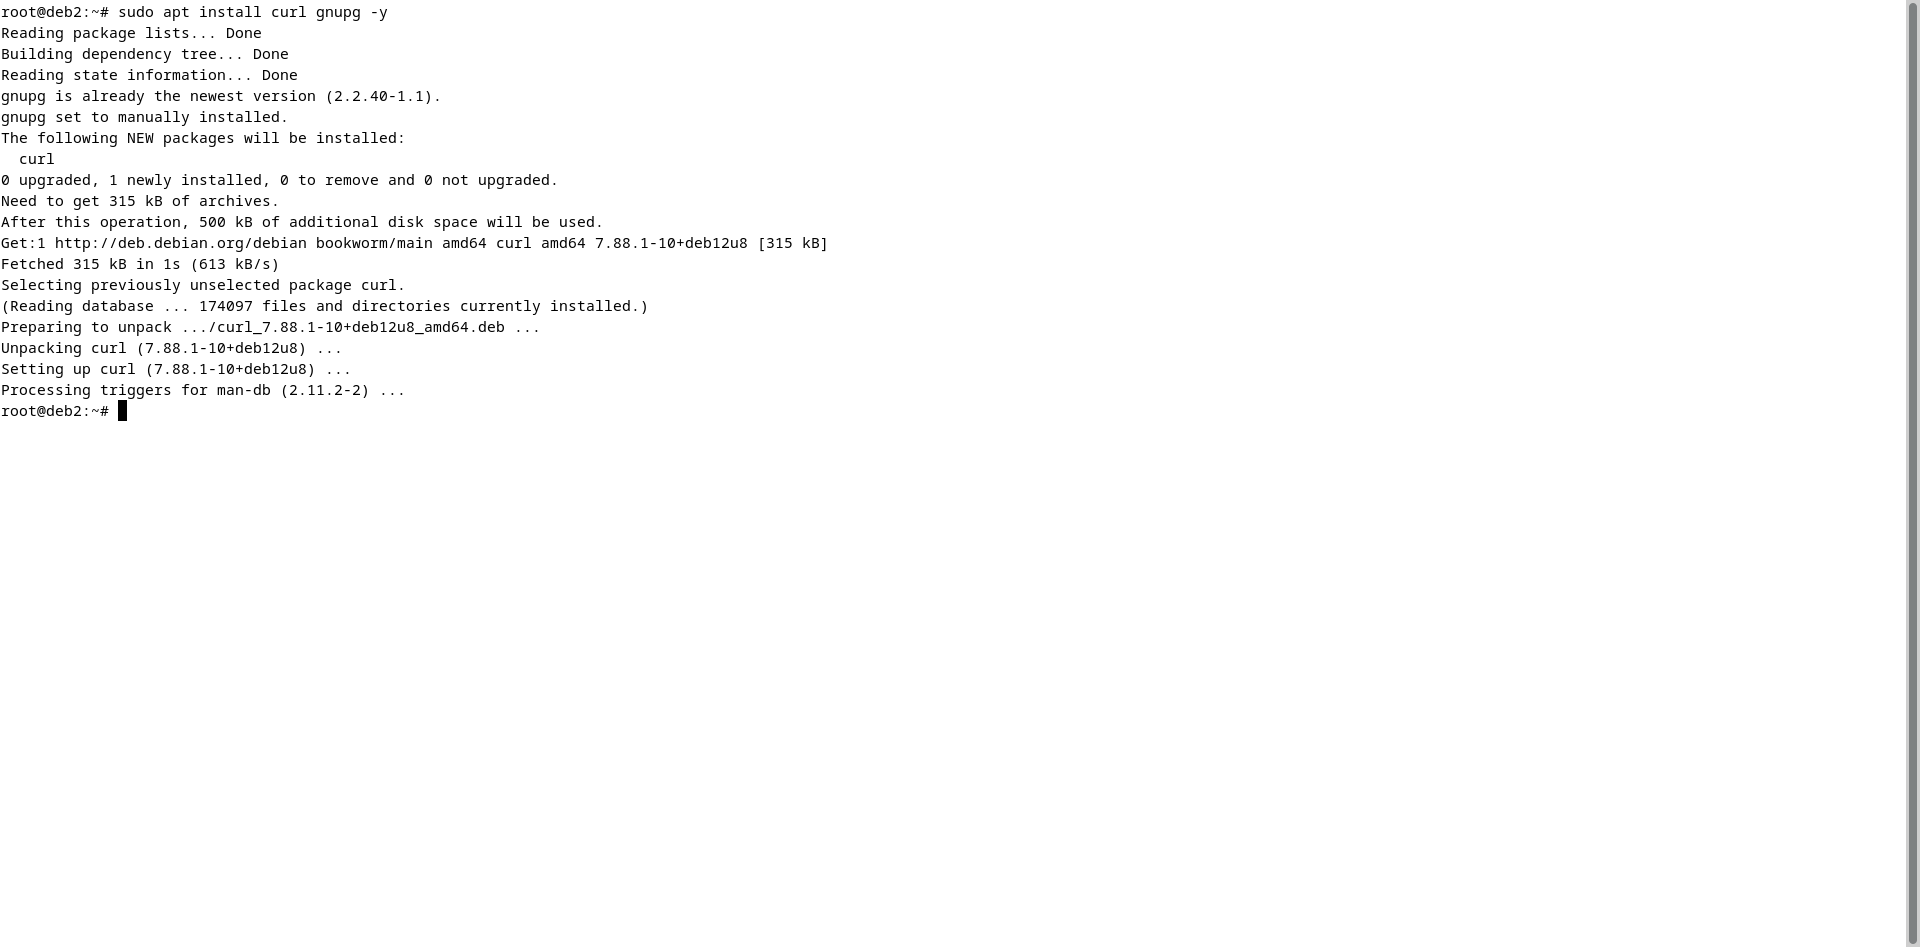 root@deb2:~# sudo apt install curl gnupg -y
Reading package lists... Done
Building dependency tree... Done
Reading state information... Done
gnupg is already the newest version (2.2.40-1.1).
gnupg set to manually installed.
The following NEW packages will be installed:
  curl
0 upgraded, 1 newly installed, 0 to remove and 0 not upgraded.
Need to get 315 kB of archives.
After this operation, 500 kB of additional disk space will be used.
Get:1 http://deb.debian.org/debian bookworm/main amd64 curl amd64 7.88.1-10+deb12u8 [315 kB]
Fetched 315 kB in 1s (613 kB/s)
Selecting previously unselected package curl.
(Reading database ... 174097 files and directories currently installed.)
Preparing to unpack .../curl_7.88.1-10+deb12u8_amd64.deb ...
Unpacking curl (7.88.1-10+deb12u8) ...
Setting up curl (7.88.1-10+deb12u8) ...
Processing triggers for man-db (2.11.2-2) ...
root@deb2:~#